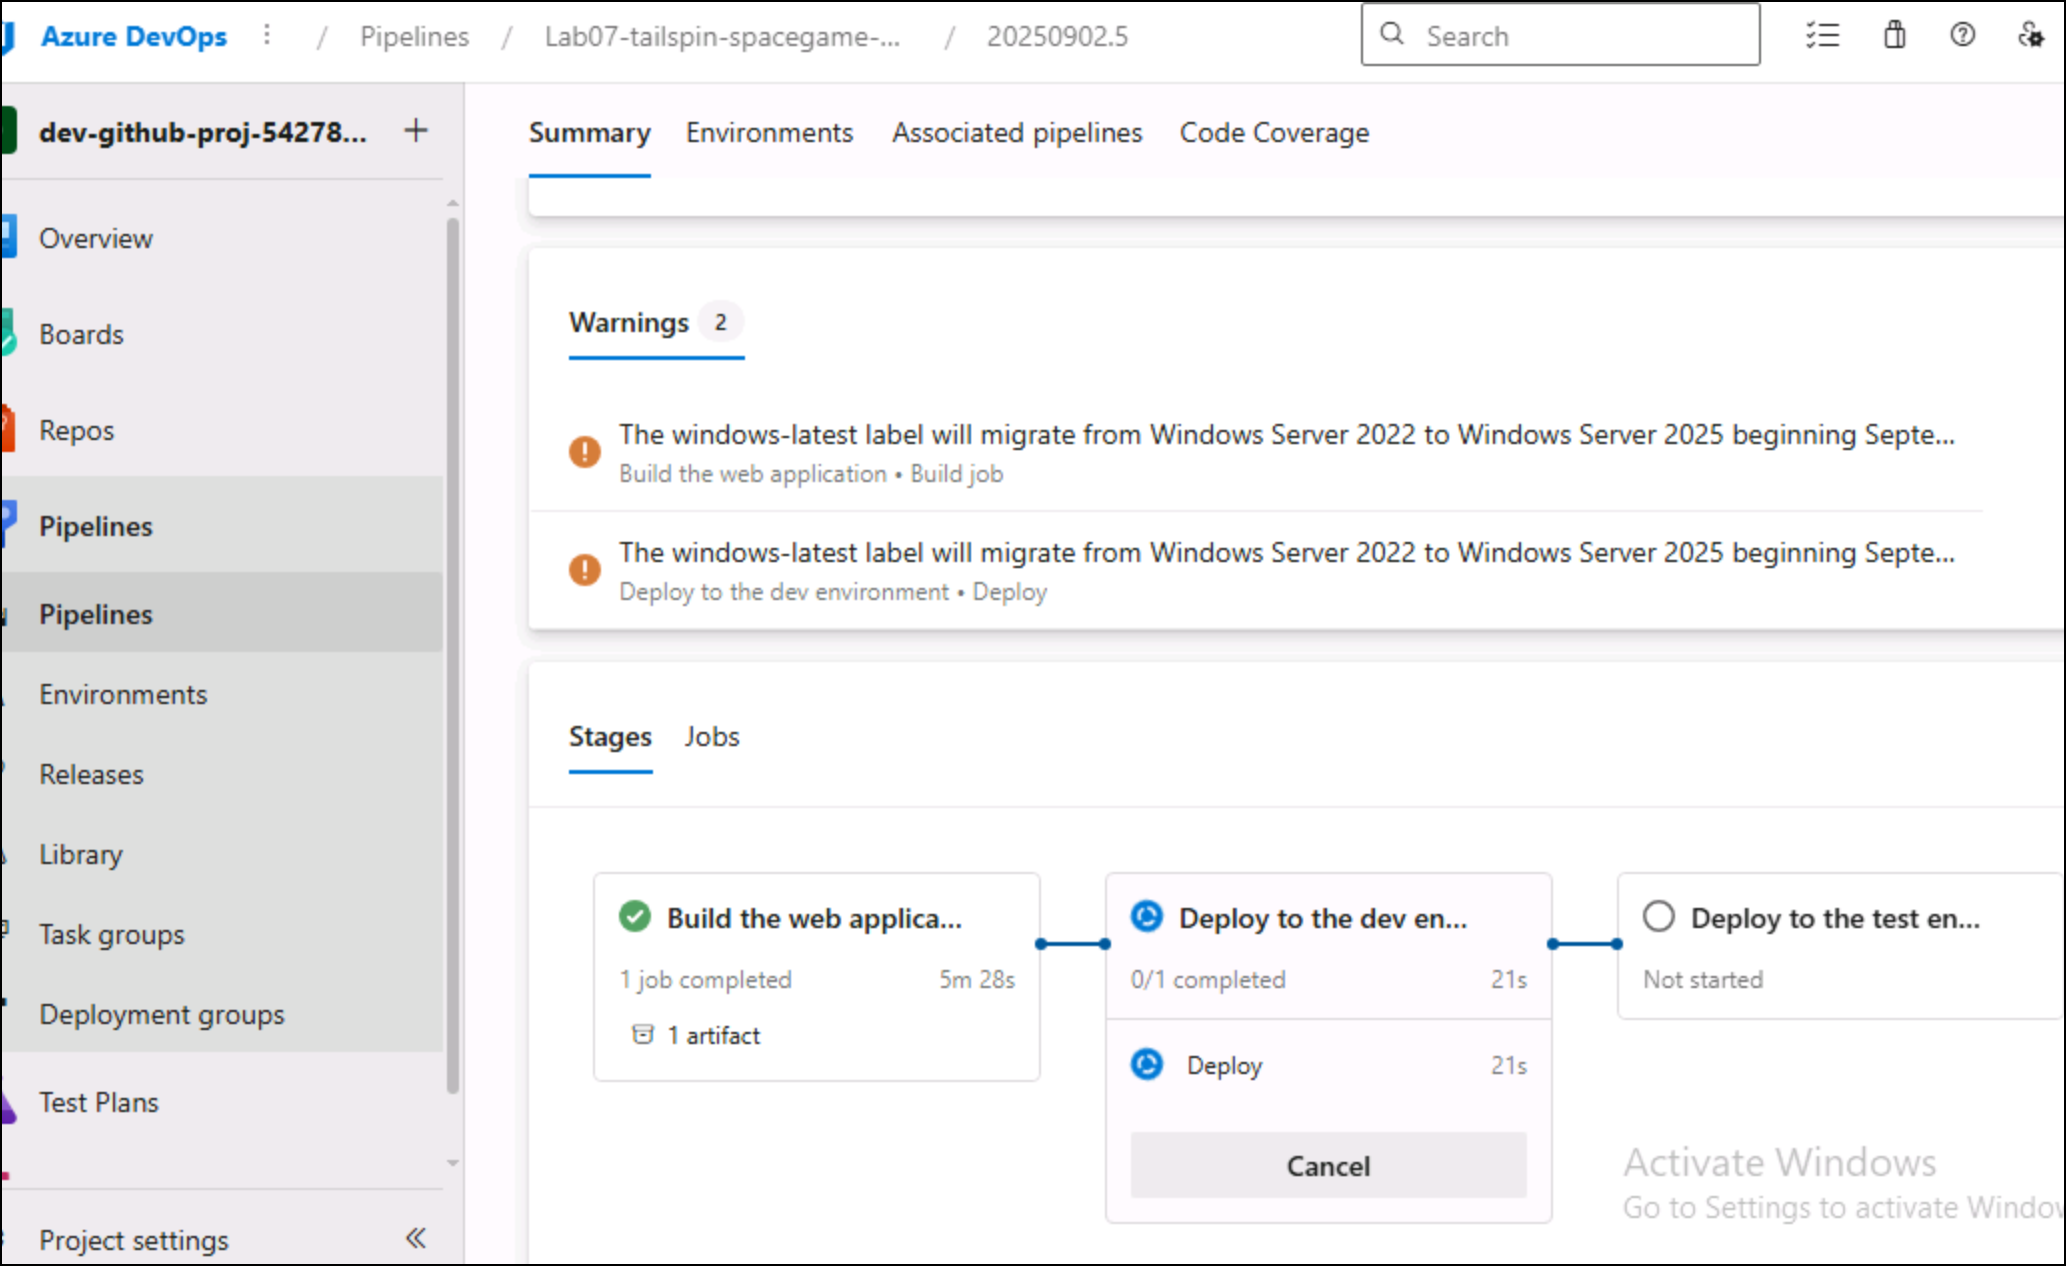 Azure DevOps / Pipelines / Lab07-tailspin-spacegame-... / 20250902.5
Search
dev-github-proj-54278... +
Overview
Boards
Repos
Pipelines
Pipelines
Environments
Releases
Library
Task groups
Deployment groups
Test Plans
Project settings
Summary Environments Associated pipelines Code Coverage
Warnings 2
The windows-latest label will migrate from Windows Server 2022 to Windows Server 2025 beginning Septe...
Build the web application • Build job
The windows-latest label will migrate from Windows Server 2022 to Windows Server 2025 beginning Septe...
Deploy to the dev environment • Deploy
Stages Jobs
Build the web applica...
1 job completed 5m 28s
1 artifact
Deploy to the dev en...
0/1 completed 21s
Deploy 21s
Cancel
Deploy to the test en...
Not started
Activate Windows
Go to Settings to activate Window